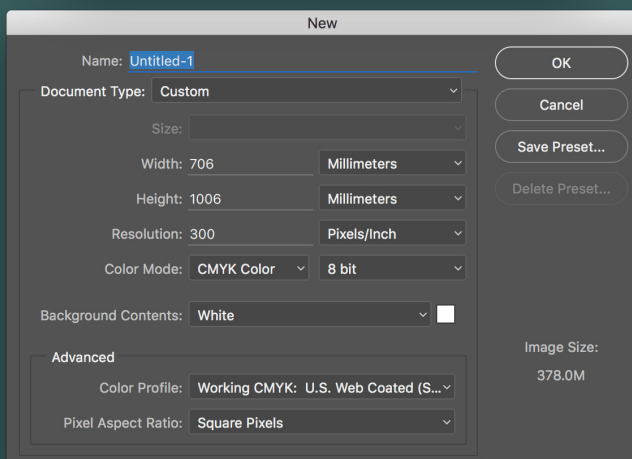 New
Name: Untitled-1
OK
Document Type: Custom
Cancel
Size:
Save Preset...
Width: 706 Millimeters
Delete Preset...
Height: 1006 Millimeters
Resolution: 300 Pixels/Inch
Color Mode: CMYK Color 8 bit
Background Contents: White
Image Size:
378.0M
Advanced
Color Profile: Working CMYK: U.S. Web Coated (S...
Pixel Aspect Ratio: Square Pixels